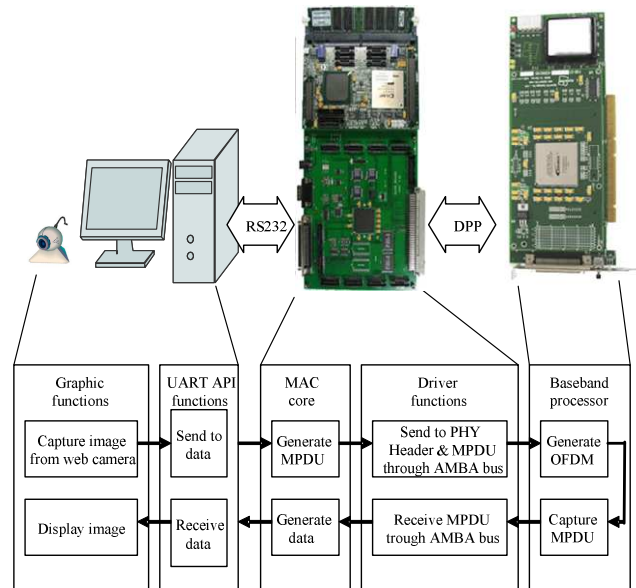 RS232
DPP
Graphic
functions
UART API
functions
MAC
core
Driver
functions
Baseband
processor
Capture image
from web camera
Send to
data
Generate
MPDU
Send to PHY
Header & MPDU
through AMBA bus
Generate
OFDM
Display image
Receive
data
Generate
data
Receive MPDU
trough AMBA bus
Capture
MPDU